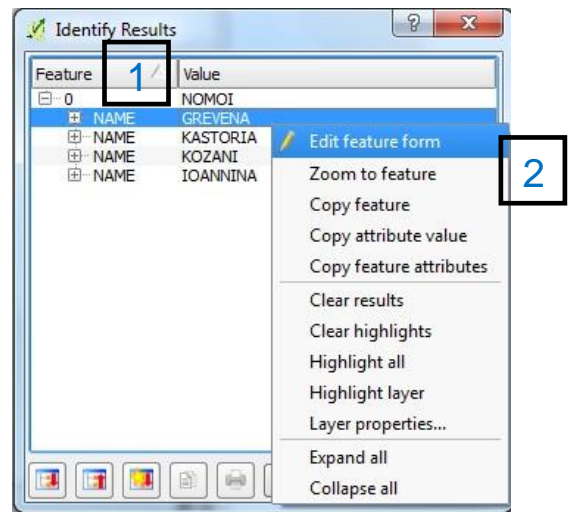 Identify Results
?
Feature 1 Value
0 NOMOI
NAME GREVENA
NAME KASTORIA
NAME KOZANI
NAME IOANNINA
Edit feature form
2
Zoom to feature
Copy feature
Copy attribute value
Copy feature attributes
Clear results
Clear highlights
Highlight all
Highlight layer
Layer properties...
Expand all
Collapse all